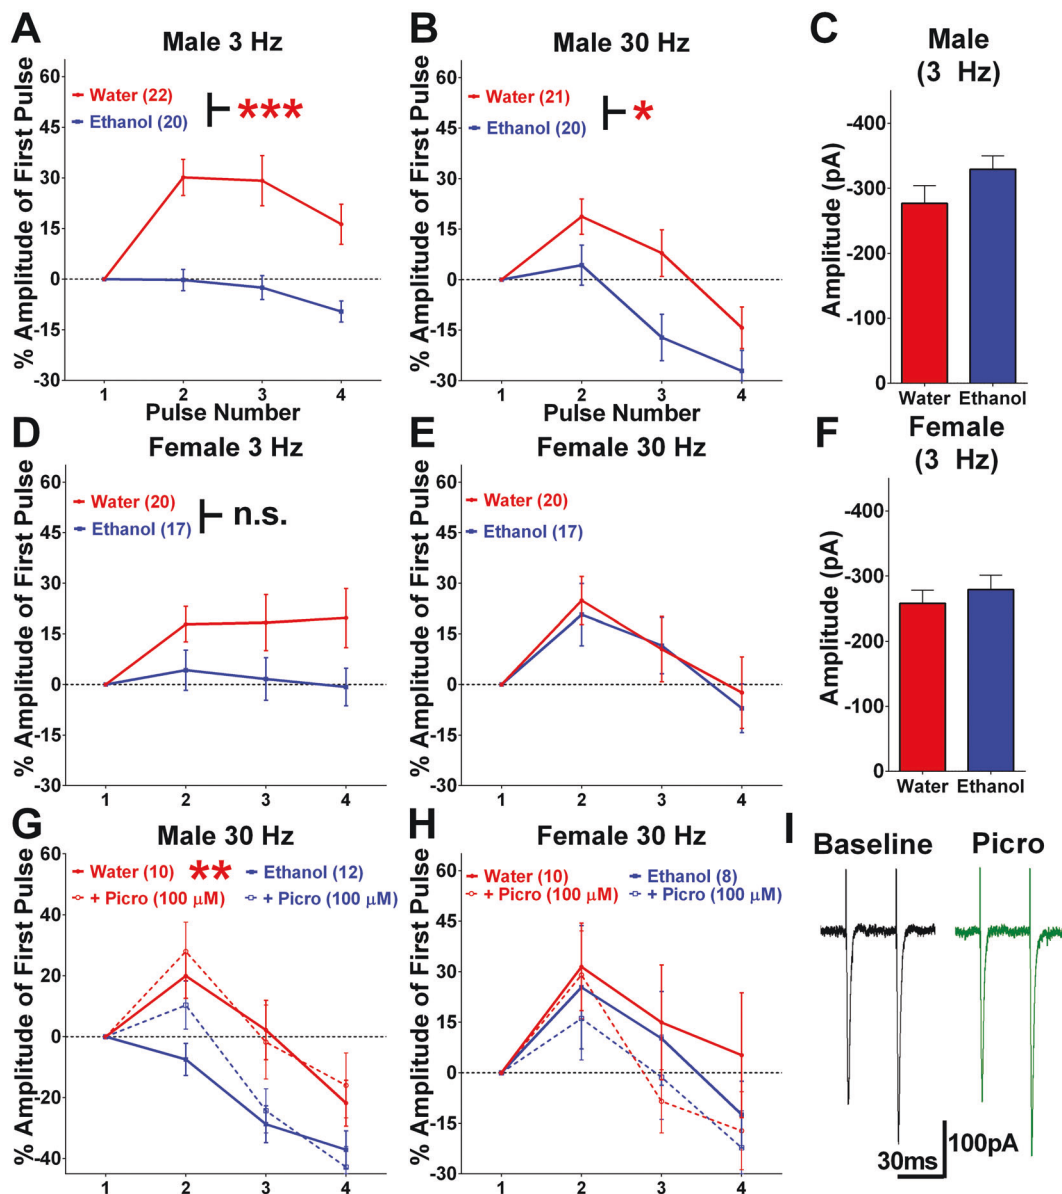 A
Male 3 Hz
% Amplitude of First Pulse
60
45
30
15
0
-15
-30
Water (22)
Ethanol (20)
***
1 2 3 4
Pulse Number
B
Male 30 Hz
% Amplitude of First Pulse
60
45
30
15
0
-15
-30
Water (21)
Ethanol (20)
*
1 2 3 4
Pulse Number
C
Male
(3 Hz)
Amplitude (pA)
-400
-300
-200
-100
0
Water Ethanol
D
Female 3 Hz
% Amplitude of First Pulse
60
45
30
15
0
-15
-30
Water (20)
Ethanol (17)
n.s.
1 2 3 4
E
Female 30 Hz
% Amplitude of First Pulse
60
45
30
15
0
-15
-30
Water (20)
Ethanol (17)
1 2 3 4
F
Female
(3 Hz)
Amplitude (pA)
-400
-300
-200
-100
0
Water Ethanol
G
Male 30 Hz
% Amplitude of First Pulse
60
40
20
0
-20
-40
Water (10) ** Ethanol (12)
+ Picro (100 μM) + Picro (100 μM)
1 2 3 4
H
Female 30 Hz
% Amplitude of First Pulse
60
45
30
15
0
-15
-30
Water (10) Ethanol (8)
+ Picro (100 μM) + Picro (100 μM)
1 2 3 4
I
Baseline Picro
100pA
30ms